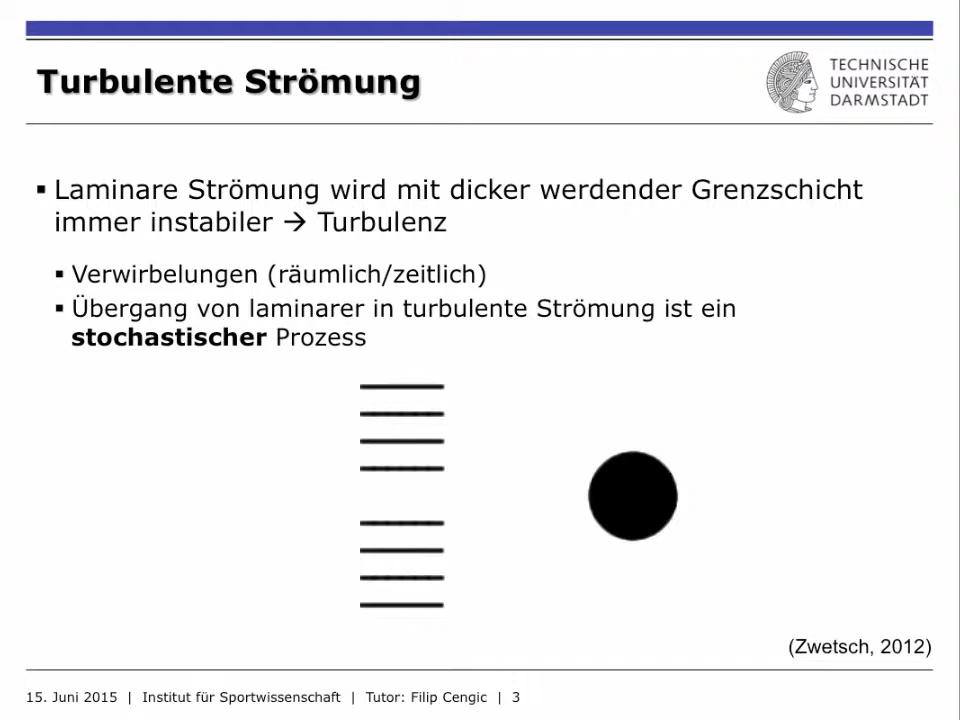 Turbulente Strömung
TECHNISCHE
UNIVERSITÄT
DARMSTADT
▪ Laminare Strömung wird mit dicker werdender Grenzschicht
immer instabiler → Turbulenz
▪ Verwirbelungen (räumlich/zeitlich)
▪ Übergang von laminarer in turbulente Strömung ist ein
stochastischer Prozess
(Zwetsch, 2012)
15. Juni 2015 | Institut für Sportwissenschaft | Tutor: Filip Cengic | 3